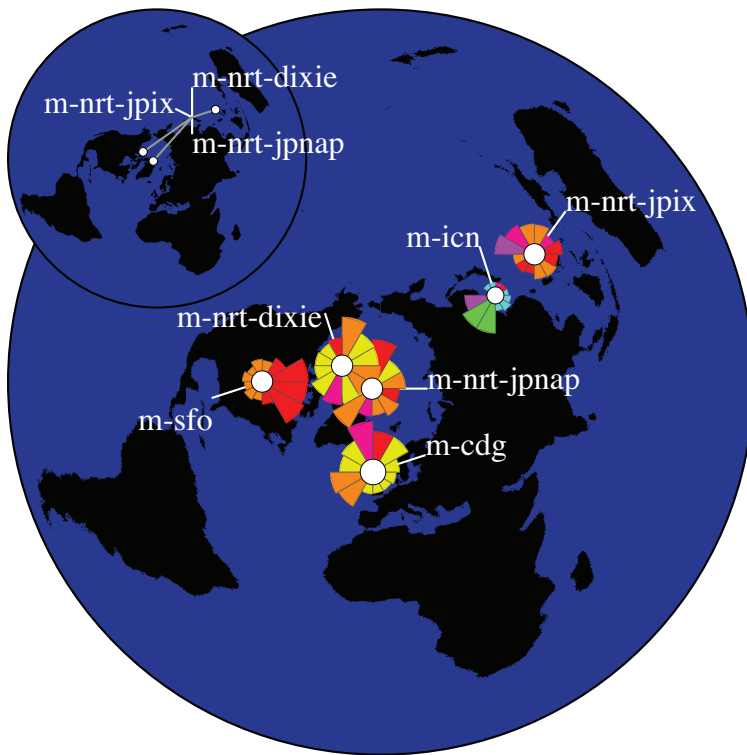 m-nrt-dixie
m-nrt-jpix
m-nrt-jpnap
m-nrt-jpix
m-icn
m-nrt-dixie
m-nrt-jpnap
m-sfo
m-cdg